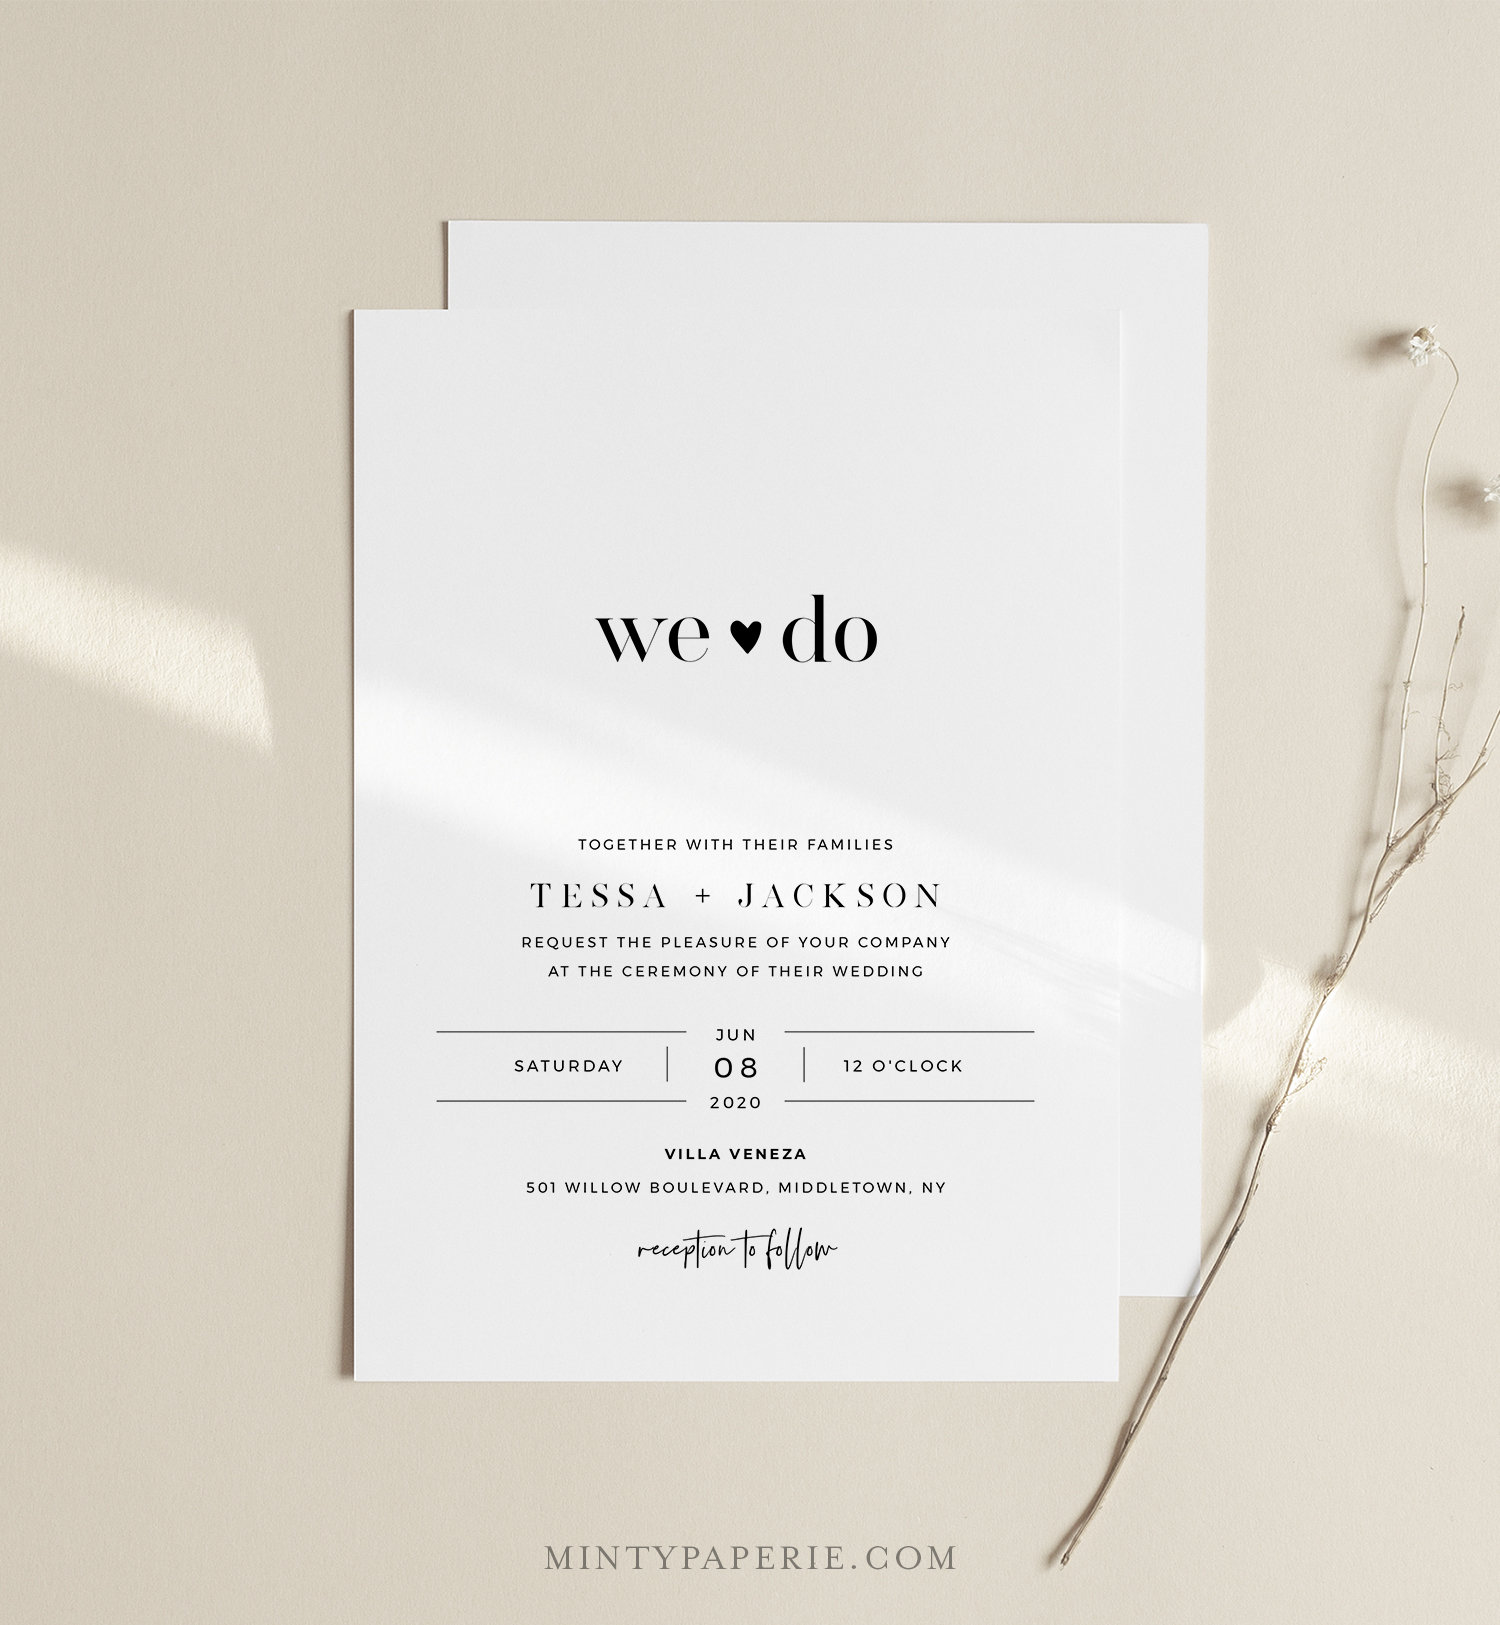 we ♥ do
TOGETHER WITH THEIR FAMILIES
TESSA + JACKSON
REQUEST THE PLEASURE OF YOUR COMPANY
AT THE CEREMONY OF THEIR WEDDING
JUN
SATURDAY | 08 | 12 O'CLOCK
2020
VILLA VENEZA
501 WILLOW BOULEVARD, MIDDLETOWN, NY
reception to follow
MINTYPAPERIE.COM